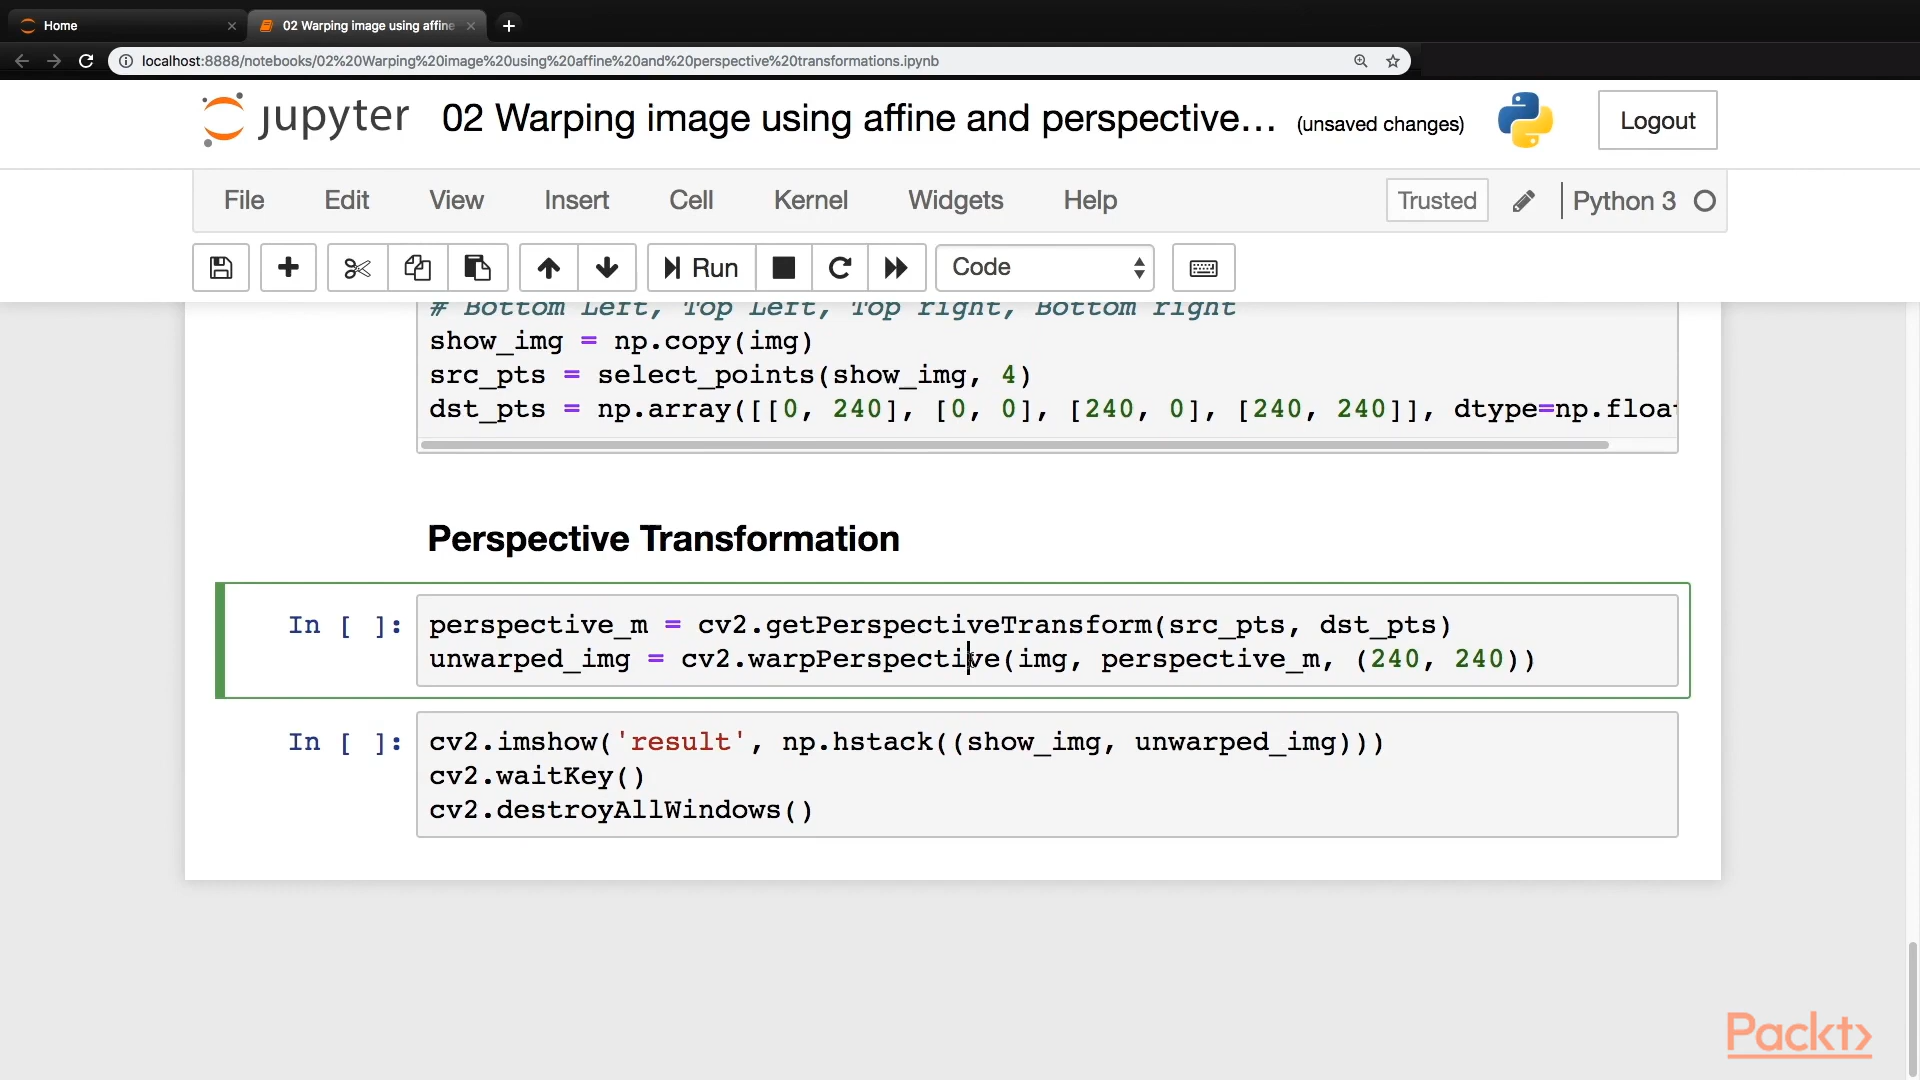 Home
02 Warping image using affine
localhost:8888/notebooks/02%20Warping%20image%20using%20affine%20and%20perspective%20transformations.ipynb
jupyter 02 Warping image using affine and perspective... (unsaved changes) Logout
File Edit View Insert Cell Kernel Widgets Help Trusted Python 3
Run Code
# Bottom Left, Top Left, Top right, Bottom right
show_img = np.copy(img)
src_pts = select_points(show_img, 4)
dst_pts = np.array([[0, 240], [0, 0], [240, 0], [240, 240]], dtype=np.float
Perspective Transformation
In [ ]: perspective_m = cv2.getPerspectiveTransform(src_pts, dst_pts)
unwarped_img = cv2.warpPerspective(img, perspective_m, (240, 240))
In [ ]: cv2.imshow('result', np.hstack((show_img, unwarped_img)))
cv2.waitKey()
cv2.destroyAllWindows()
Packt>